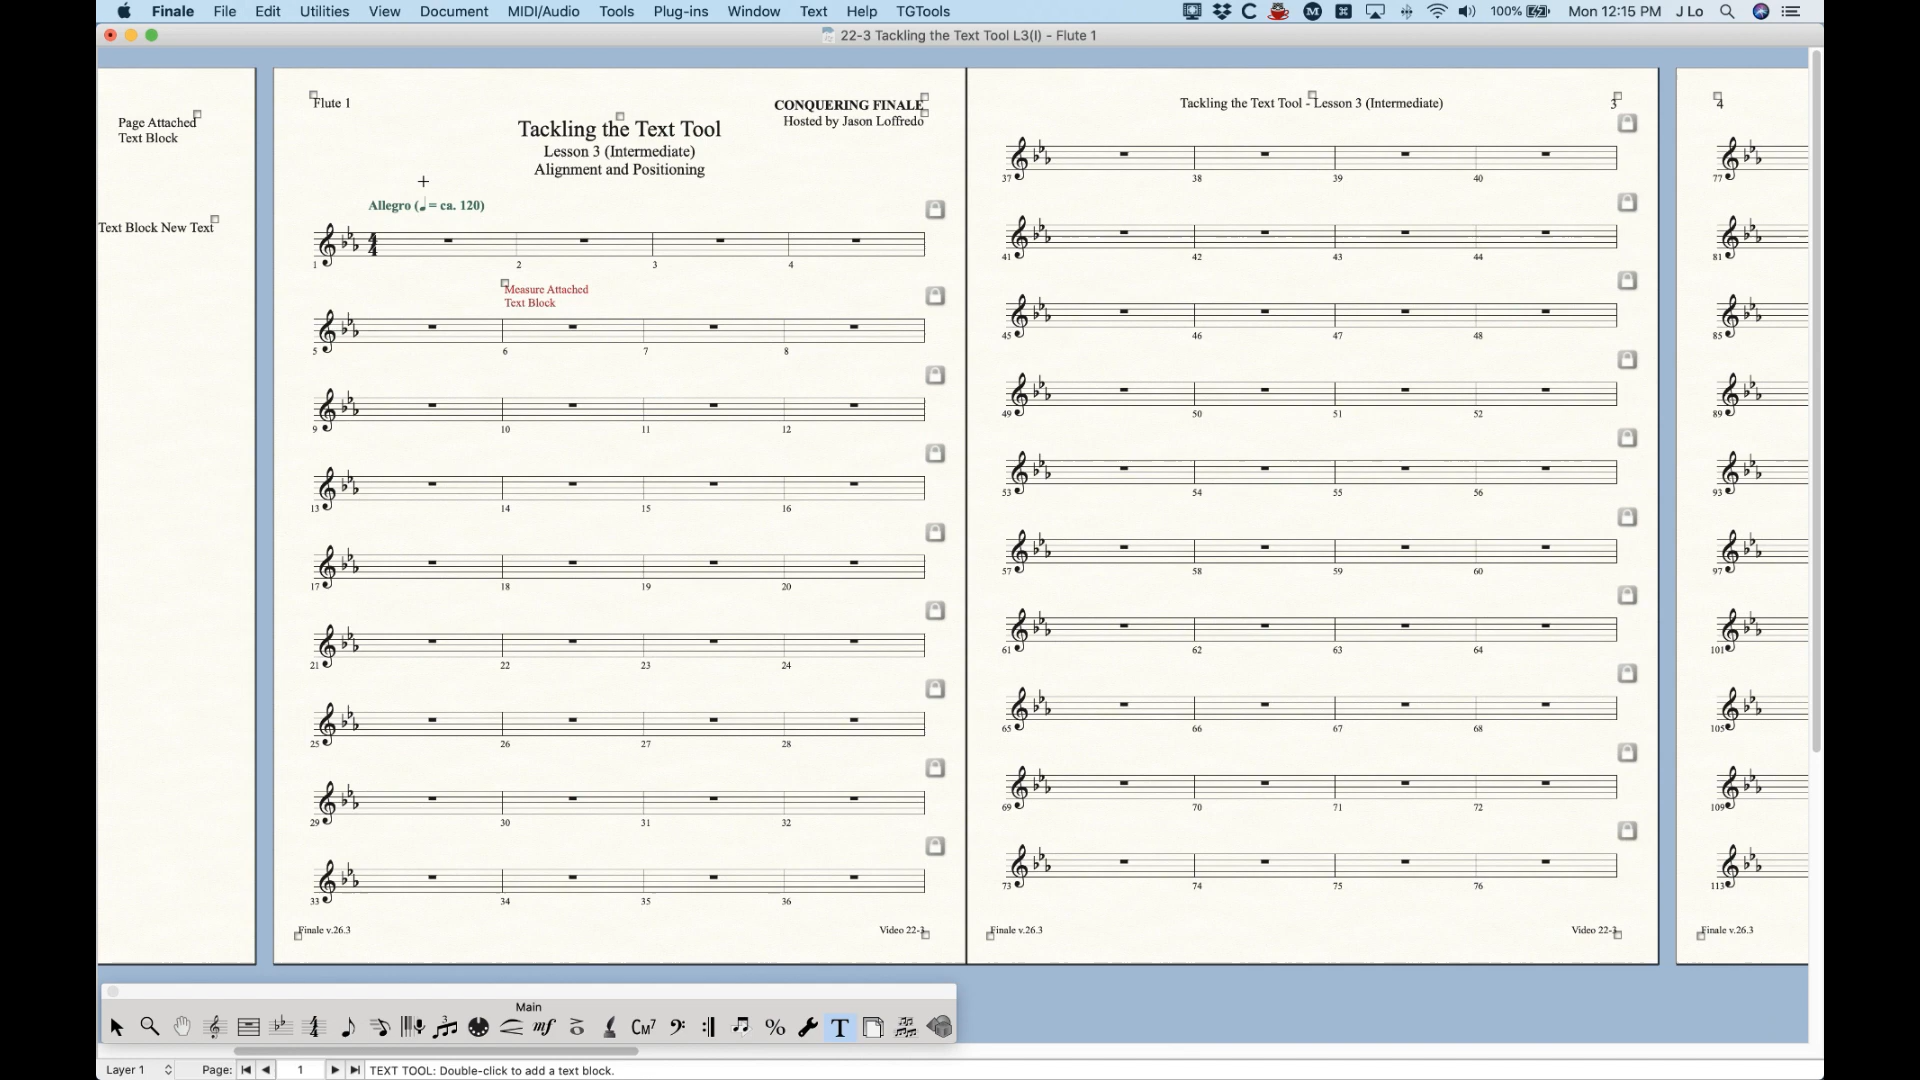 Finale File Edit Utilities View Document MIDI/Audio Tools Plug-ins Window Text Help TGTools 100% Mon 12:15 PM J Lo
22-3 Tackling the Text Tool L3(I) - Flute 1
Page Attached
Text Block
Text Block New Text
Flute 1
CONQUERING FINALE
Hosted by Jason Loffredo
Tackling the Text Tool
Lesson 3 (Intermediate)
Alignment and Positioning
Allegro (♩ = ca. 120)
1 2 3 4
Measure Attached
Text Block
5 6 7 8
9 10 11 12
13 14 15 16
17 18 19 20
21 22 23 24
25 26 27 28
29 30 31 32
33 34 35 36
Finale v.26.3 Video 22-3
Tackling the Text Tool - Lesson 3 (Intermediate) 3
37 38 39 40
41 42 43 44
45 46 47 48
49 50 51 52
53 54 55 56
57 58 59 60
61 62 63 64
65 66 67 68
69 70 71 72
73 74 75 76
Finale v.26.3 Video 22-3
4
77
81
85
89
93
97
101
105
109
113
Finale v.26.3
Main
mf CM7 % T
Layer 1 Page: 1 TEXT TOOL: Double-click to add a text block.